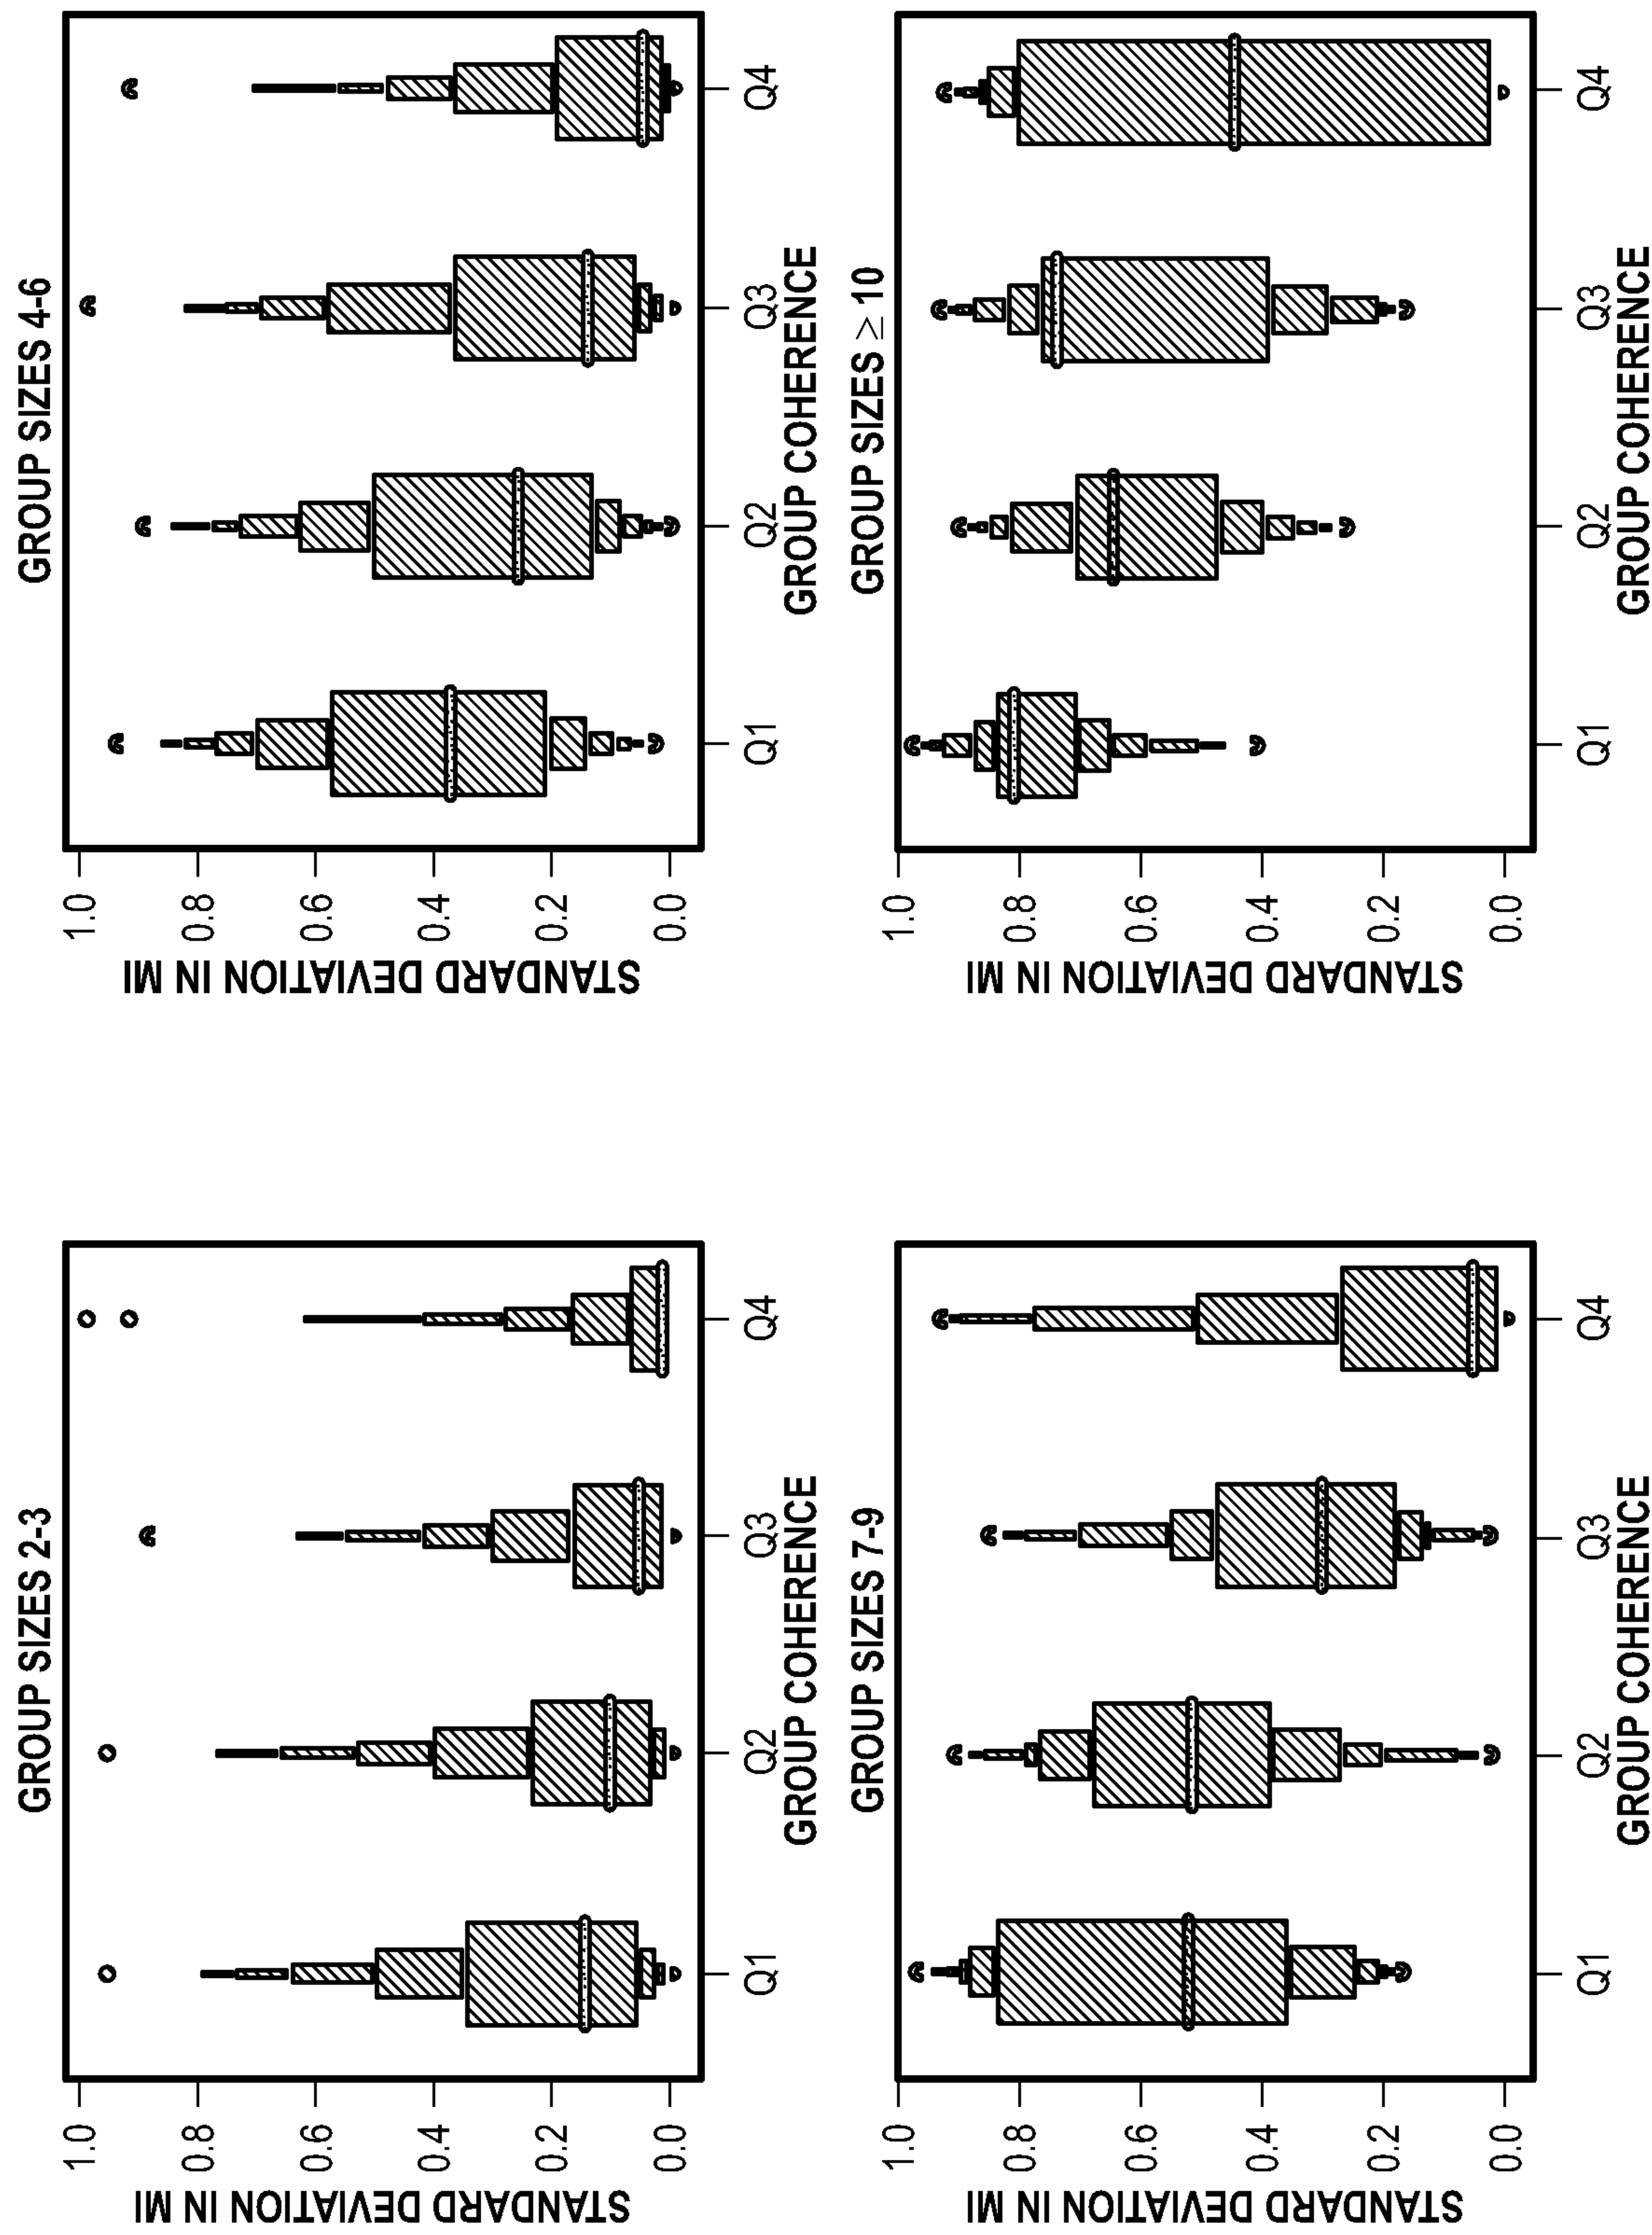 GROUP SIZES 2-3
STANDARD DEVIATION IN MI
1.0
0.8
0.6
0.4
0.2
0.0
Q1 Q2 Q3 Q4
GROUP COHERENCE
GROUP SIZES 4-6
STANDARD DEVIATION IN MI
1.0
0.8
0.6
0.4
0.2
0.0
Q1 Q2 Q3 Q4
GROUP COHERENCE
GROUP SIZES 7-9
STANDARD DEVIATION IN MI
1.0
0.8
0.6
0.4
0.2
0.0
Q1 Q2 Q3 Q4
GROUP COHERENCE
GROUP SIZES ≥ 10
STANDARD DEVIATION IN MI
1.0
0.8
0.6
0.4
0.2
0.0
Q1 Q2 Q3 Q4
GROUP COHERENCE